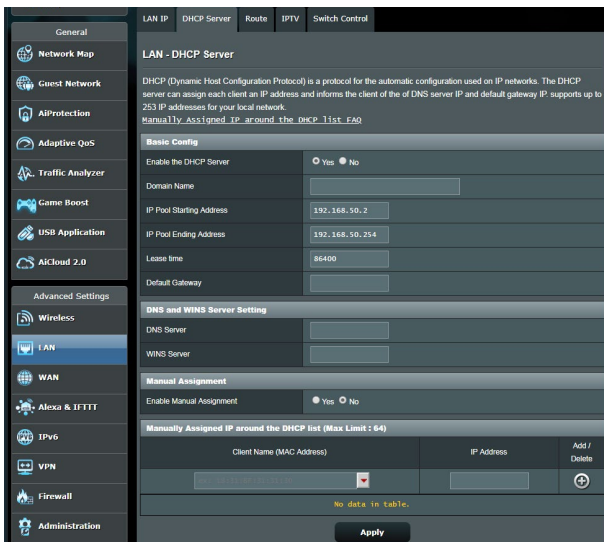 LAN IP DHCP Server Route IPTV Switch Control
General
Network Map
Guest Network
AiProtection
Adaptive QoS
Traffic Analyzer
Game Boost
USB Application
AiCloud 2.0
Advanced Settings
Wireless
LAN
WAN
Alexa & IFTTT
IPv6
VPN
Firewall
Administration
LAN - DHCP Server
DHCP (Dynamic Host Configuration Protocol) is a protocol for the automatic configuration used on IP networks. The DHCP
server can assign each client an IP address and informs the client of the of DNS server IP and default gateway IP. supports up to
253 IP addresses for your local network.
Manually Assigned IP around the DHCP list FAQ
Basic Config
Enable the DHCP Server Yes No
Domain Name
IP Pool Starting Address 192.168.50.2
IP Pool Ending Address 192.168.50.254
Lease time 86400
Default Gateway
DNS and WINS Server Setting
DNS Server
WINS Server
Manual Assignment
Enable Manual Assignment Yes No
Manually Assigned IP around the DHCP list (Max Limit : 64)
Client Name (MAC Address) IP Address Add /
Delete
No data in table.
Apply